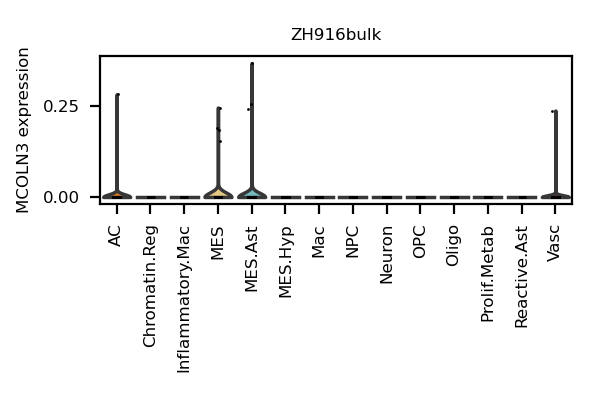 ZH916bulk
MCOLN3 expression
0.25
0.00
AC
Chromatin.Reg
Inflammatory.Mac
MES
MES.Ast
MES.Hyp
Mac
NPC
Neuron
OPC
Oligo
Prolif.Metab
Reactive.Ast
Vasc